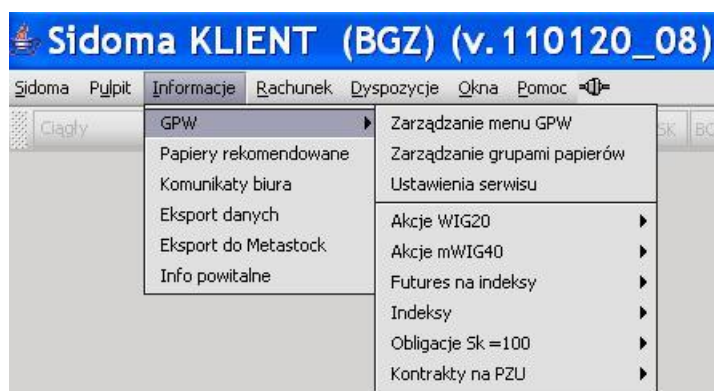 Sidoma KLIENT (BGZ) (v.110120_08)
Sidoma Pulpit Informacje Rachunek Dyspozycje Okna Pomoc
Ciągły SK BC
GPW
Papiery rekomendowane
Komunikaty biura
Eksport danych
Eksport do Metastock
Info powitalne
Zarządzanie menu GPW
Zarządzanie grupami papierów
Ustawienia serwisu
Akcje WIG20
Akcje mWIG40
Futures na indeksy
Indeksy
Obligacje Sk =100
Kontrakty na PZU